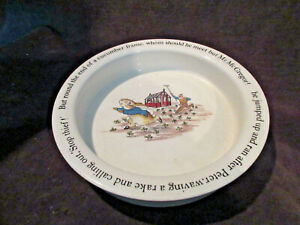 But round the end of a cucumber frame, whom should he meet but Mr. McGregor!
he jumped up and ran after Peter, waving a rake and calling out, "Stop thief!"